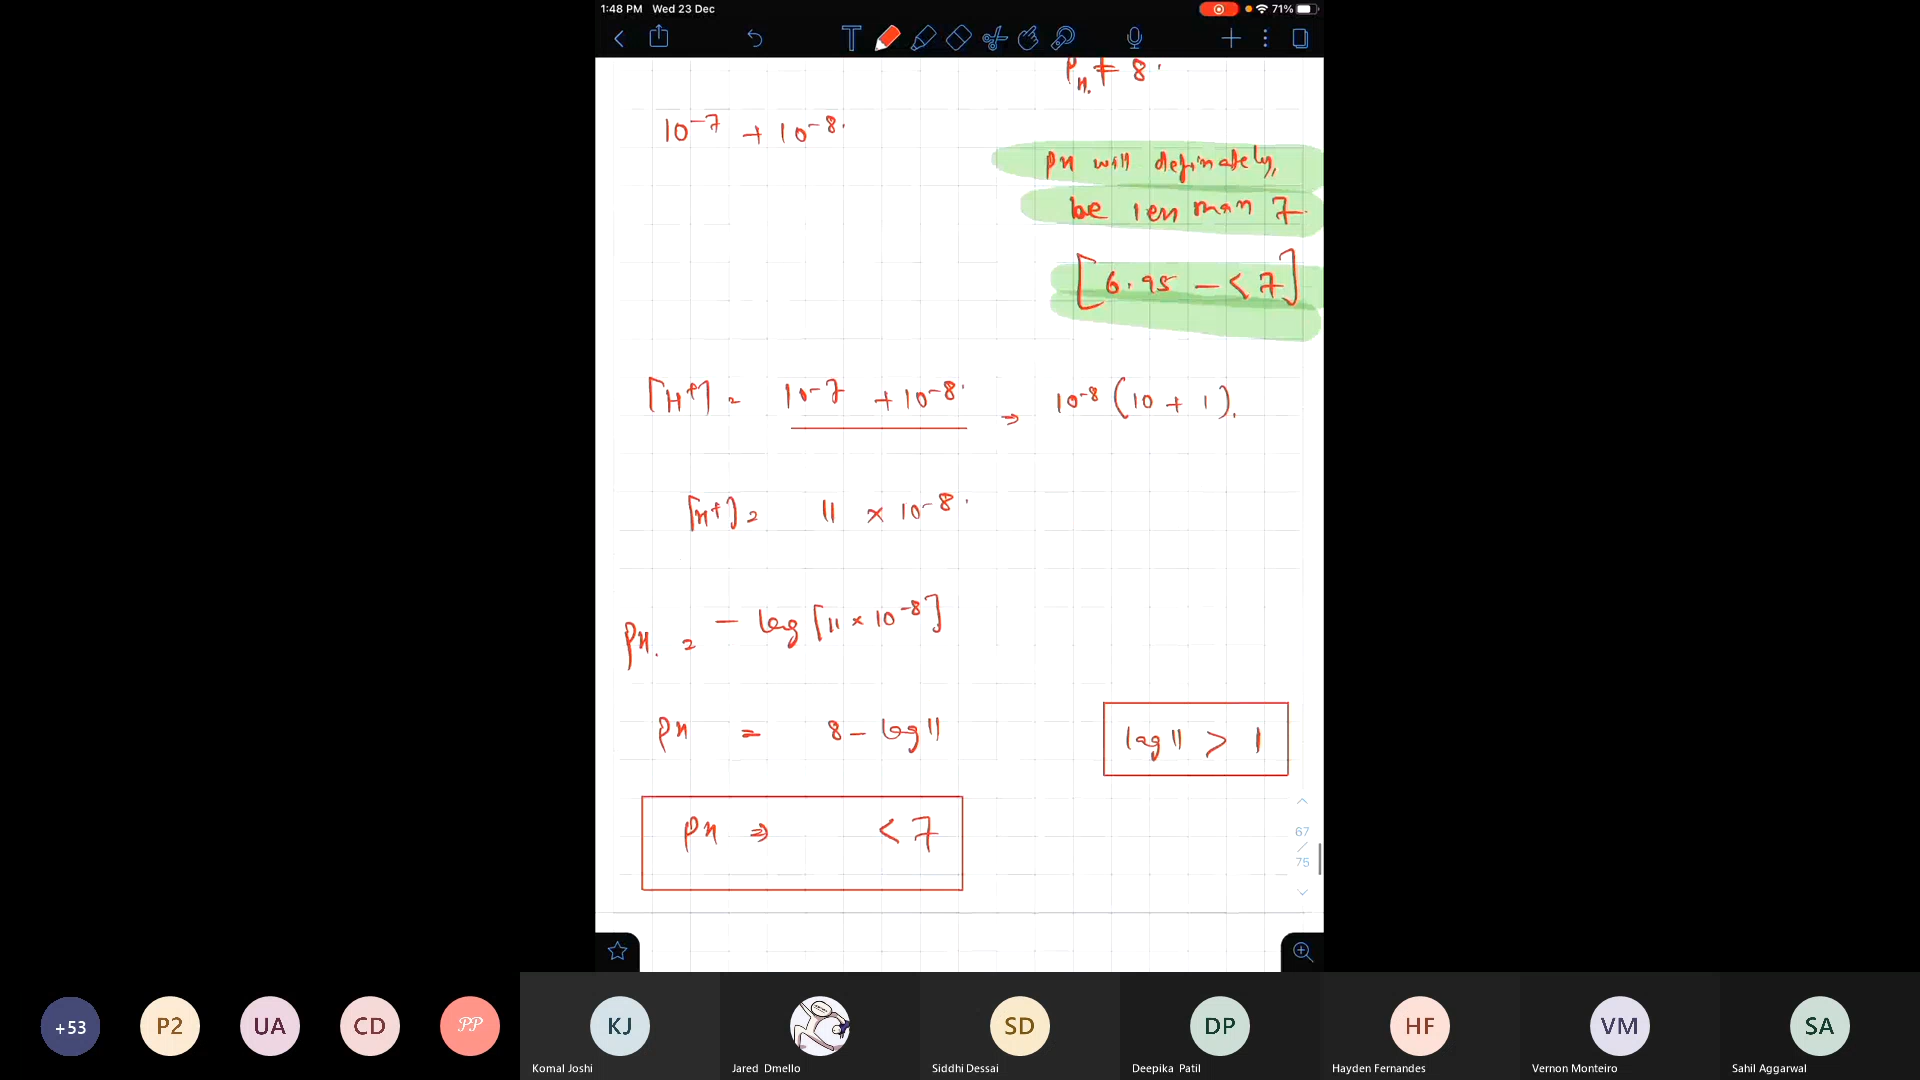 1:48 PM Wed 23 Dec
71%
PH ≠ 8.
10⁻⁷ + 10⁻⁸.
PH will definately,
be less than 7.
[6.95 – < 7]
[H⁺] = 10⁻⁷ + 10⁻⁸. ⇒ 10⁻⁸ (10 + 1).
[H⁺] = 11 × 10⁻⁸.
PH. = – log [11 × 10⁻⁸]
PH = 8 – log 11
log 11 > 1
PH ⇒ < 7
67
/
75
+53
P2
UA
CD
PP
KJ
SD
DP
HF
VM
SA
Komal Joshi
Jared Dmello
Siddhi Dessai
Deepika Patil
Hayden Fernandes
Vernon Monteiro
Sahil Aggarwal